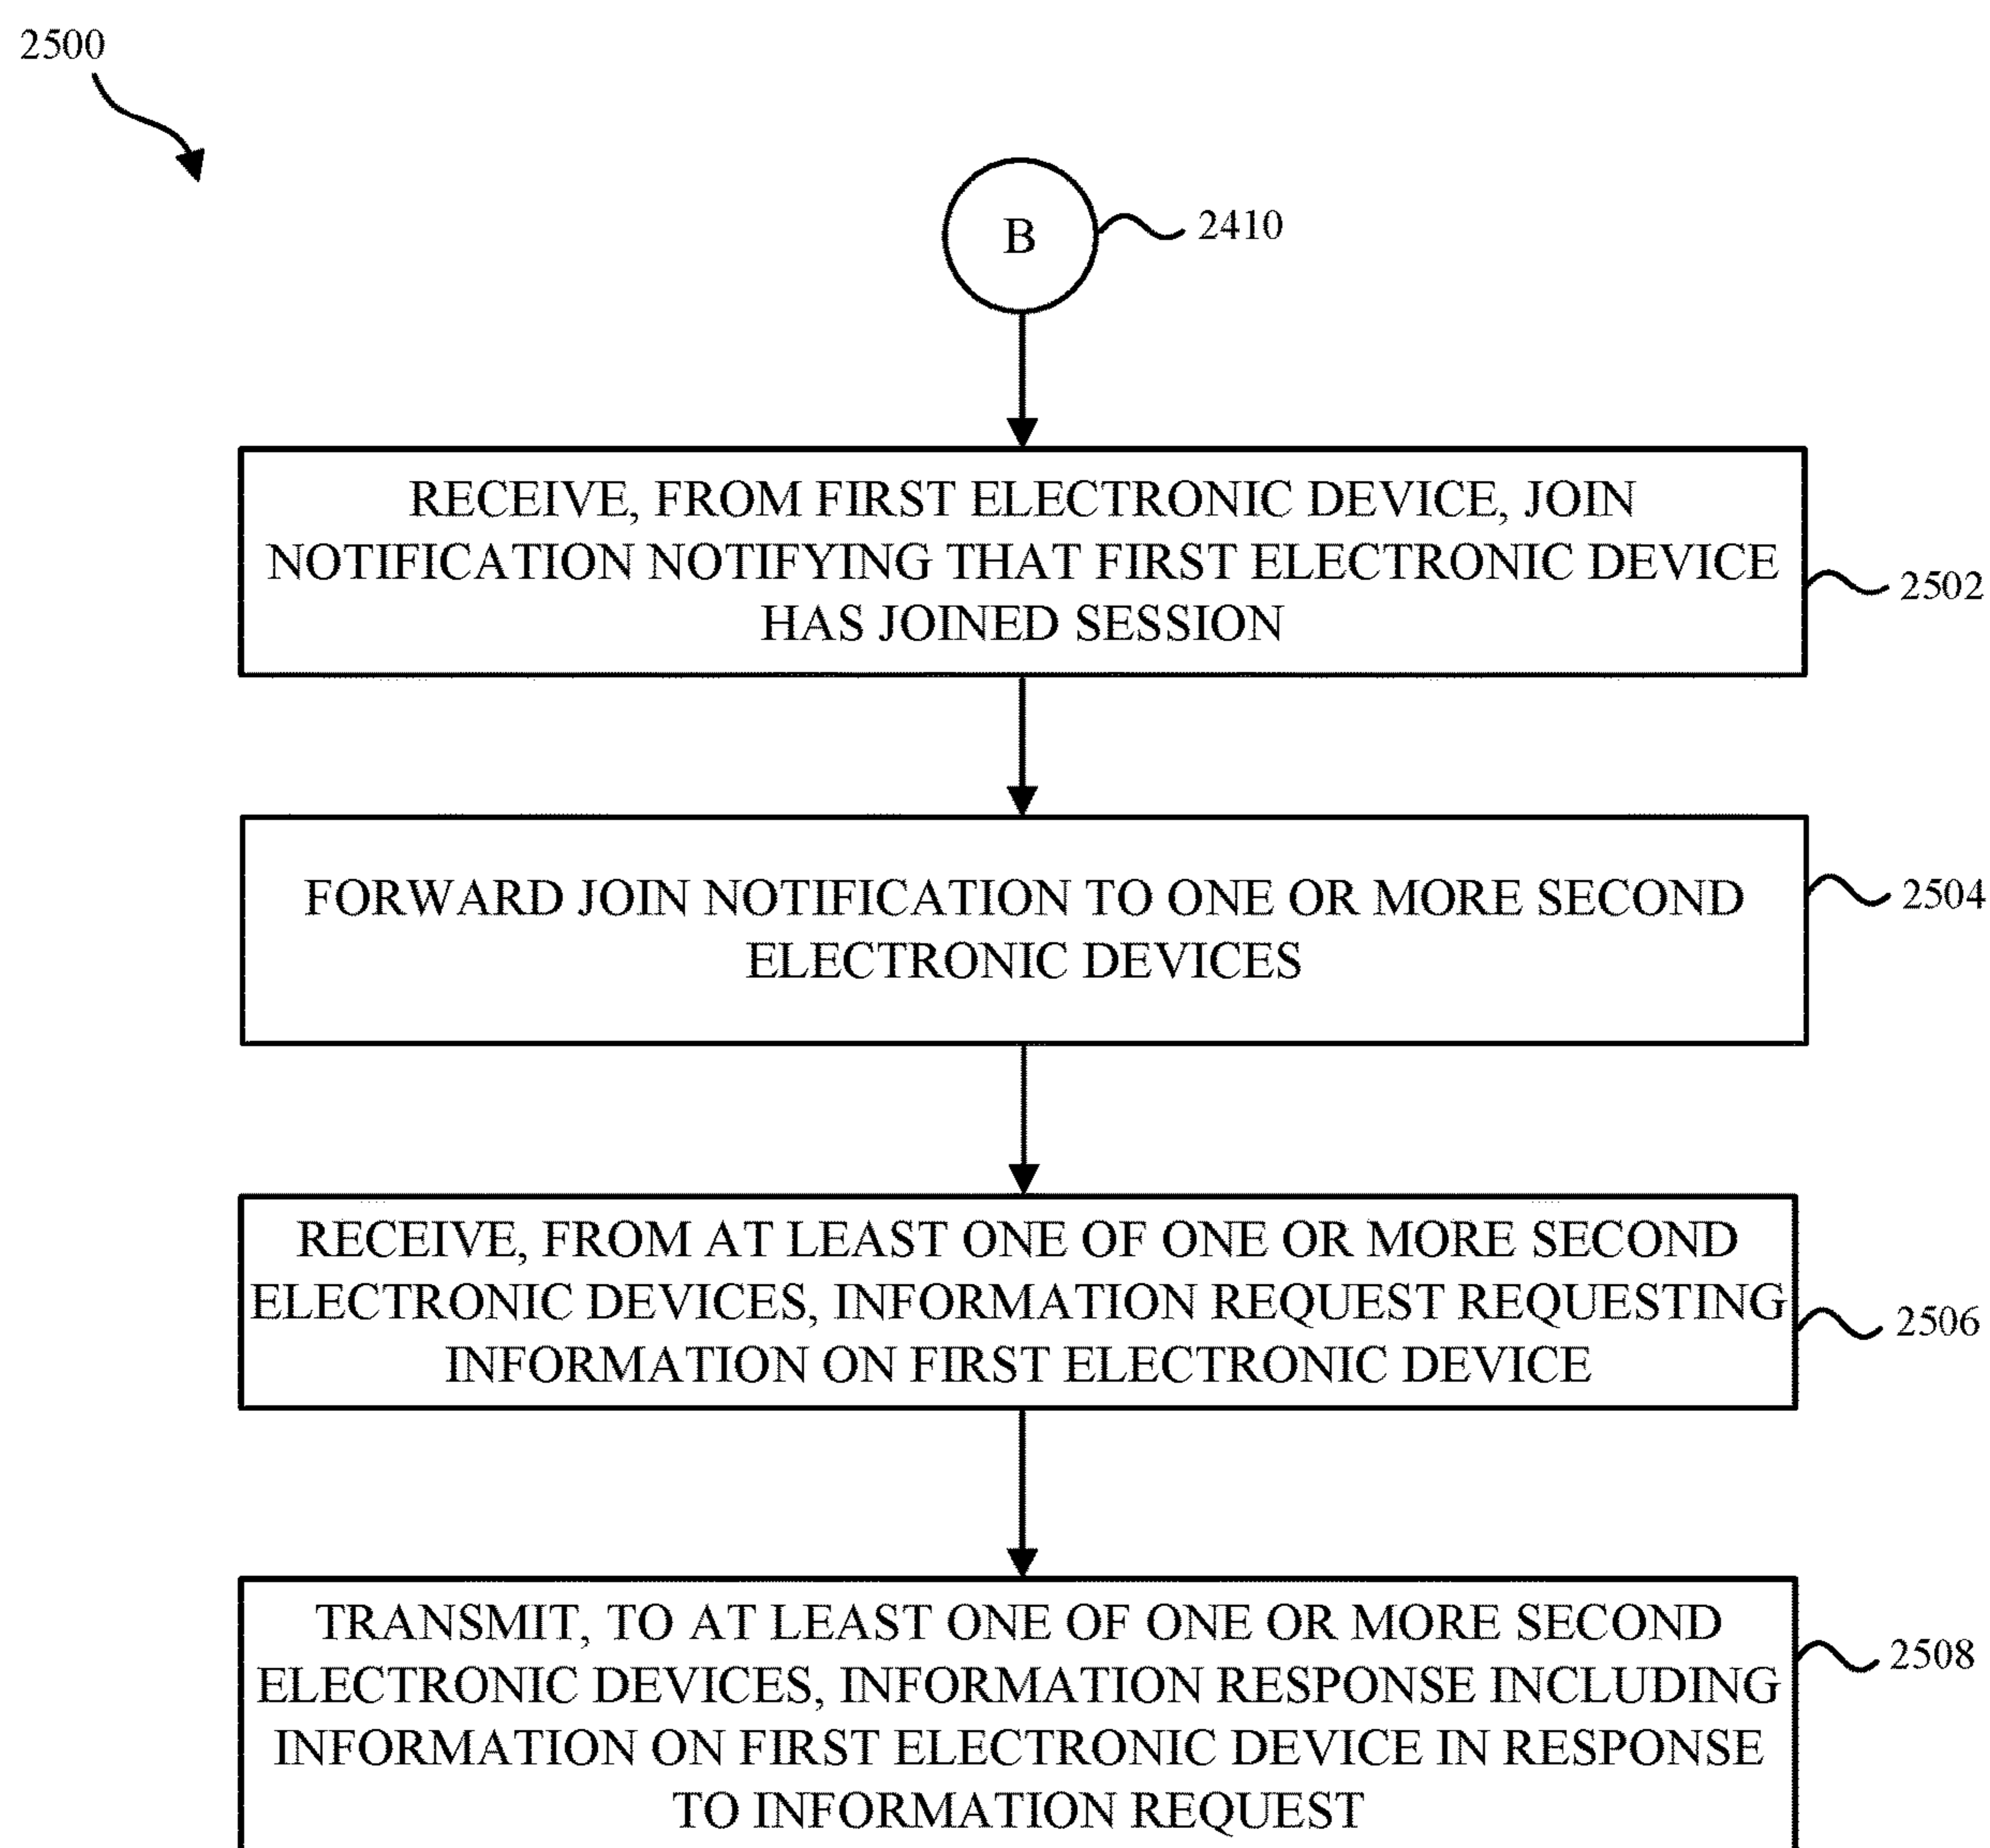 2500
B
2410
RECEIVE, FROM FIRST ELECTRONIC DEVICE, JOIN
NOTIFICATION NOTIFYING THAT FIRST ELECTRONIC DEVICE
HAS JOINED SESSION
2502
FORWARD JOIN NOTIFICATION TO ONE OR MORE SECOND
ELECTRONIC DEVICES
2504
RECEIVE, FROM AT LEAST ONE OF ONE OR MORE SECOND
ELECTRONIC DEVICES, INFORMATION REQUEST REQUESTING
INFORMATION ON FIRST ELECTRONIC DEVICE
2506
TRANSMIT, TO AT LEAST ONE OF ONE OR MORE SECOND
ELECTRONIC DEVICES, INFORMATION RESPONSE INCLUDING
INFORMATION ON FIRST ELECTRONIC DEVICE IN RESPONSE
TO INFORMATION REQUEST
2508